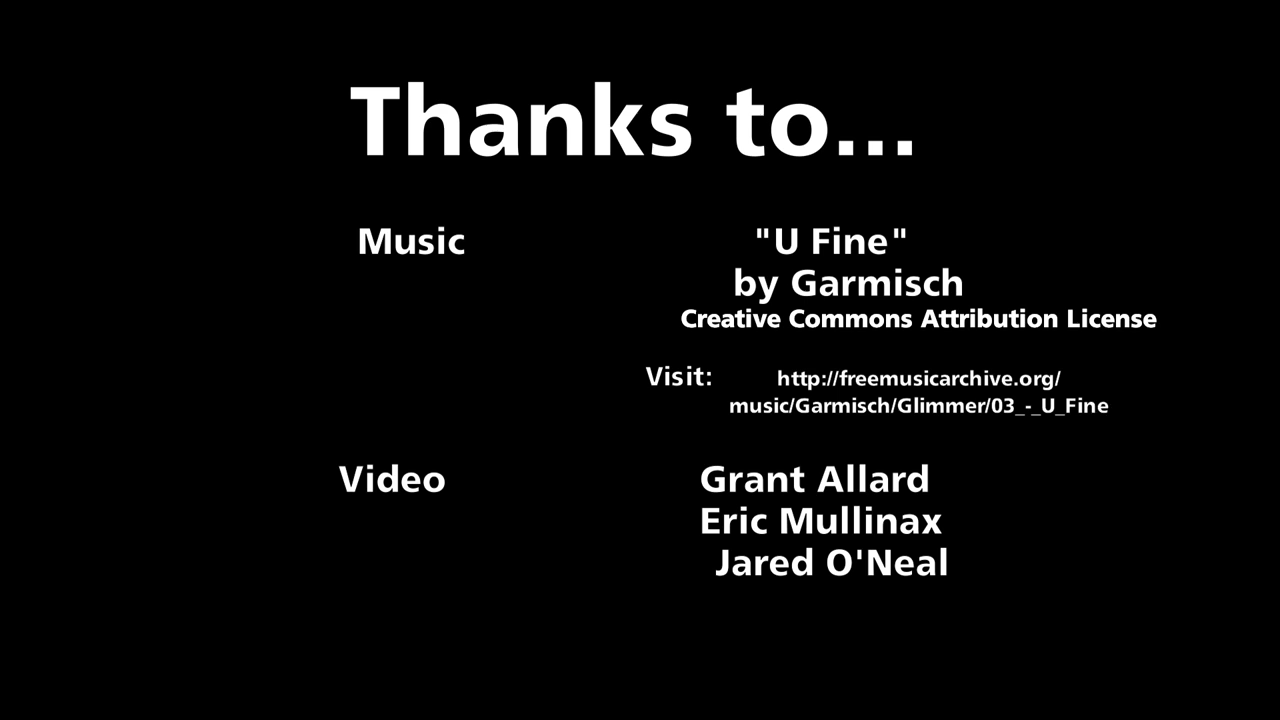 Thanks to...
Music "U Fine"
by Garmisch
Creative Commons Attribution License
Visit: http://freemusicarchive.org/
music/Garmisch/Glimmer/03_-_U_Fine
Video Grant Allard
Eric Mullinax
Jared O'Neal